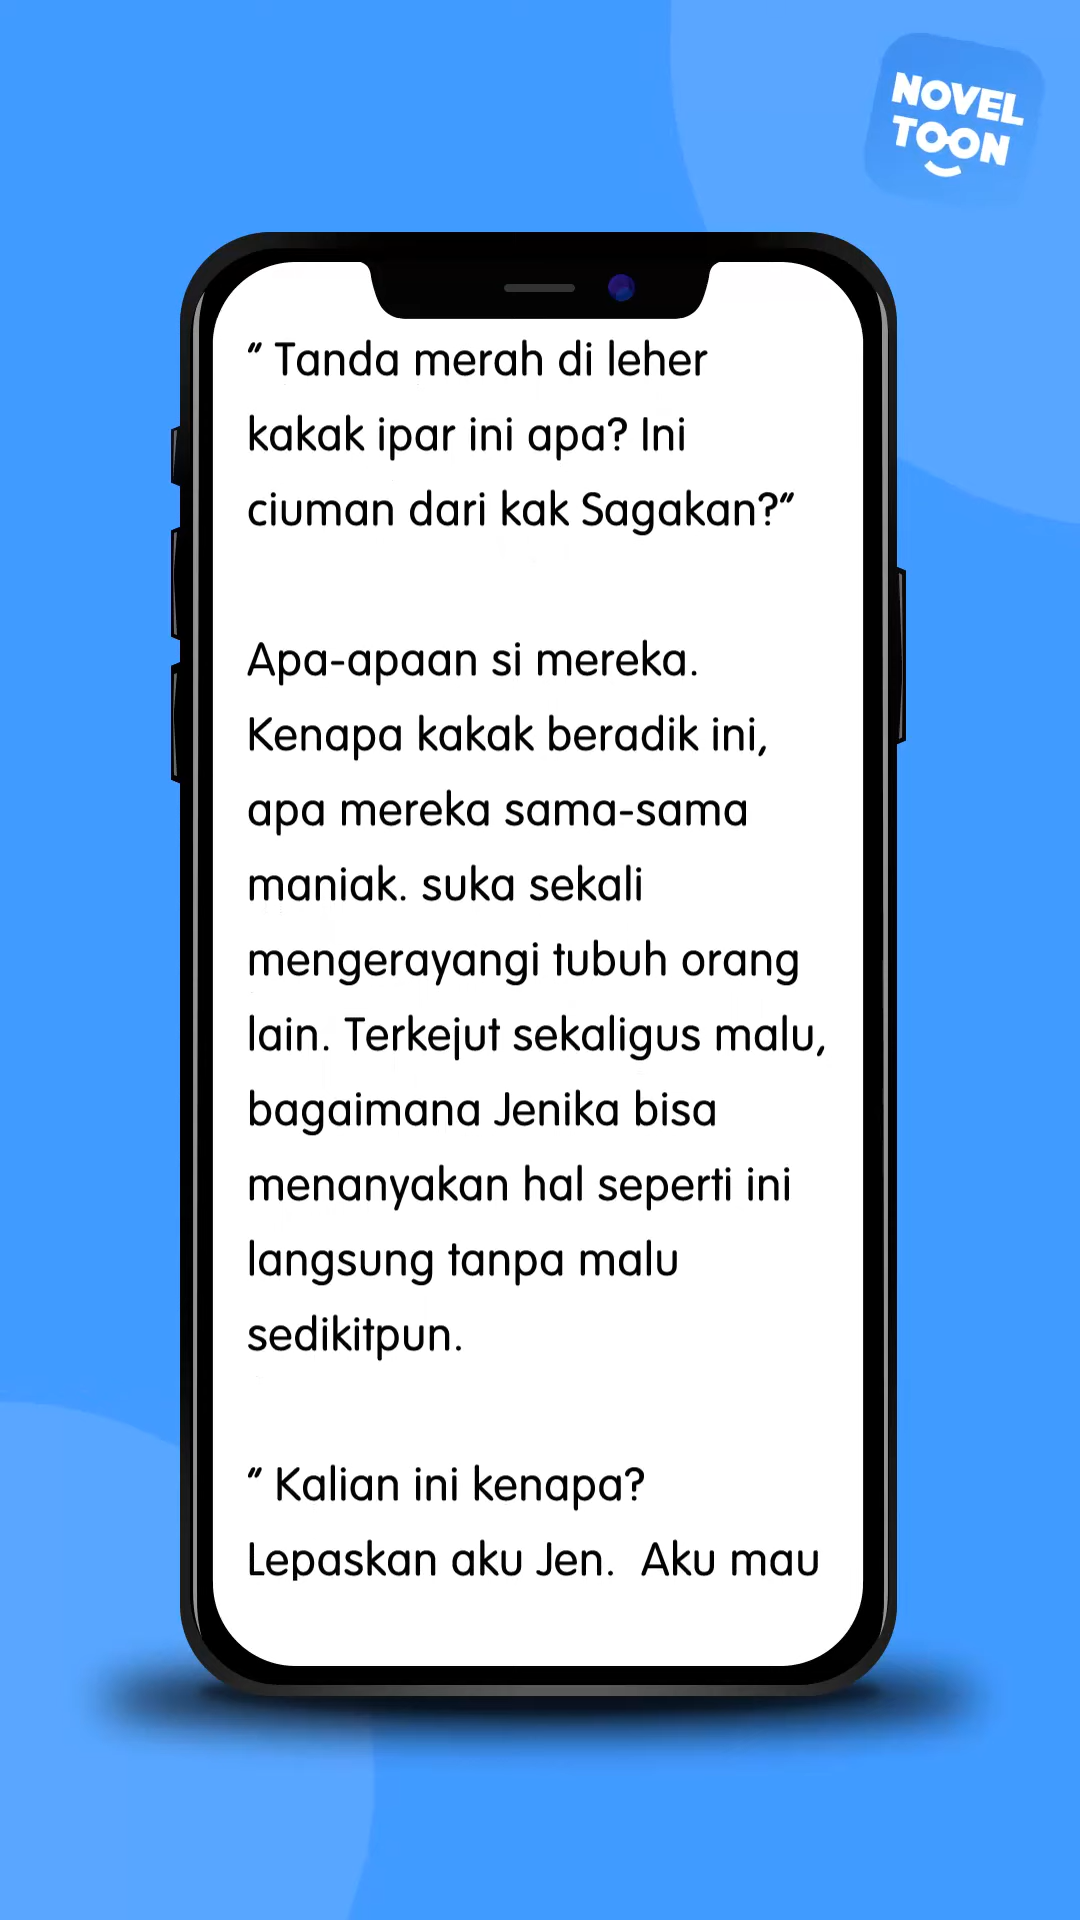 NOVEL
TOON
“ Tanda merah di leher
kakak ipar ini apa? Ini
ciuman dari kak Sagakan?”
Apa-apaan si mereka.
Kenapa kakak beradik ini,
apa mereka sama-sama
maniak. suka sekali
mengerayangi tubuh orang
lain. Terkejut sekaligus malu,
bagaimana Jenika bisa
menanyakan hal seperti ini
langsung tanpa malu
sedikitpun.
“ Kalian ini kenapa?
Lepaskan aku Jen.  Aku mau